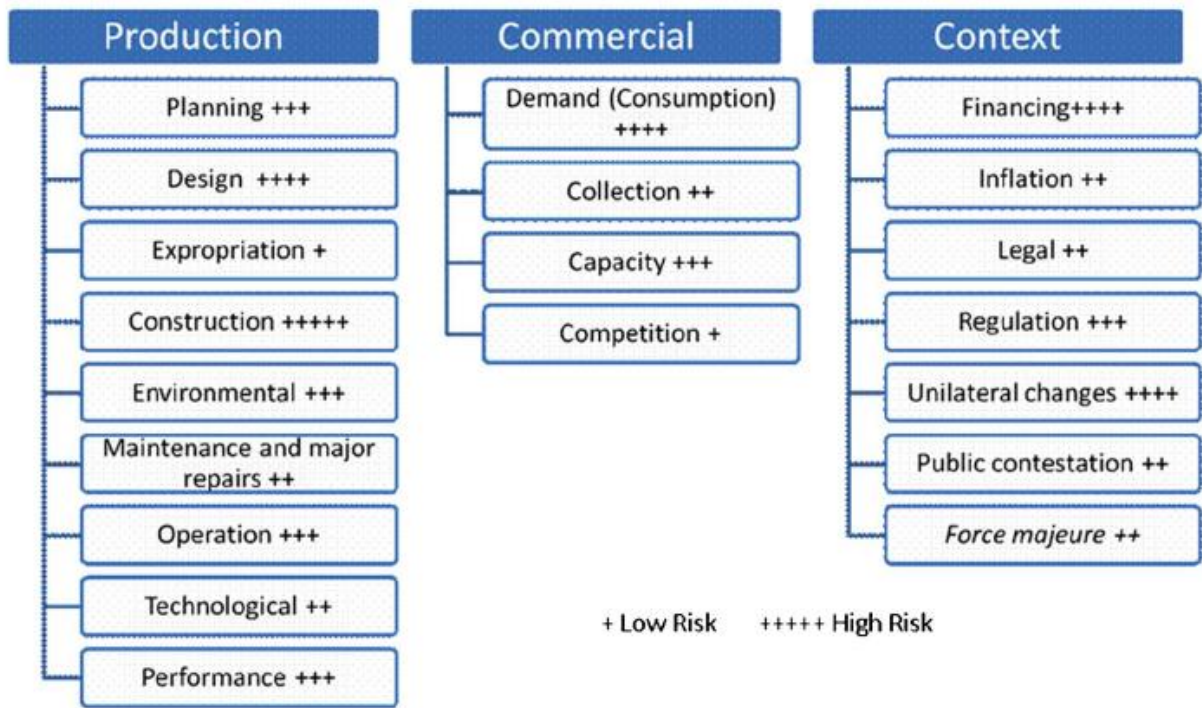 Production
Planning +++
Design ++++
Expropriation +
Construction +++++
Environmental +++
Maintenance and major
repairs ++
Operation +++
Technological ++
Performance +++
Commercial
Demand (Consumption)
++++
Collection ++
Capacity +++
Competition +
Context
Financing++++
Inflation ++
Legal ++
Regulation +++
Unilateral changes ++++
Public contestation ++
Force majeure ++
+ Low Risk +++++ High Risk